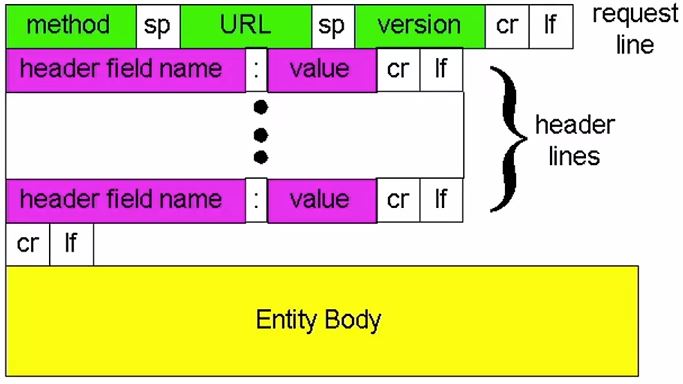 method sp URL sp version cr lf request line
header field name : value cr lf
header lines
header field name : value cr lf
cr lf
Entity Body